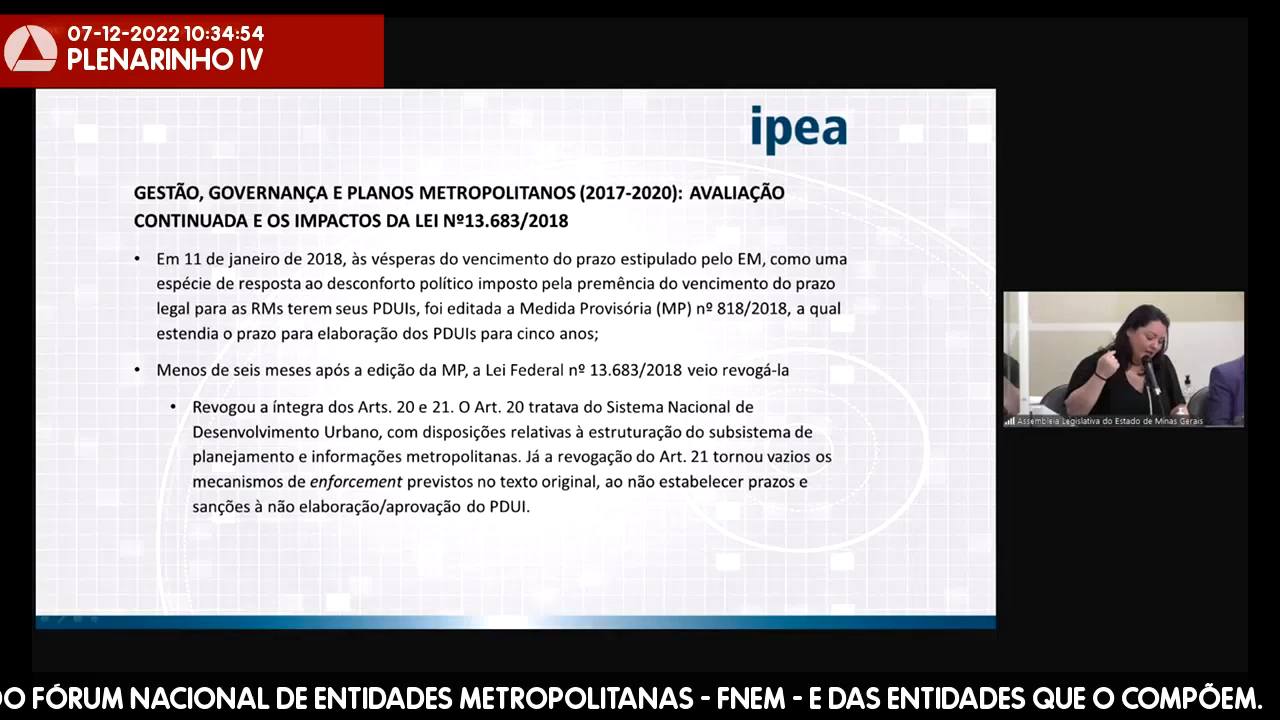 07-12-2022 10:34:54
PLENARINHO IV
ipea
GESTÃO, GOVERNANÇA E PLANOS METROPOLITANOS (2017-2020): AVALIAÇÃO
CONTINUADA E OS IMPACTOS DA LEI Nº13.683/2018
• Em 11 de janeiro de 2018, às vésperas do vencimento do prazo estipulado pelo EM, como uma
espécie de resposta ao desconforto político imposto pela premência do vencimento do prazo
legal para as RMs terem seus PDUIs, foi editada a Medida Provisória (MP) nº 818/2018, a qual
estendia o prazo para elaboração dos PDUIs para cinco anos;
• Menos de seis meses após a edição da MP, a Lei Federal nº 13.683/2018 veio revogá-la
• Revogou a íntegra dos Arts. 20 e 21. O Art. 20 tratava do Sistema Nacional de
Desenvolvimento Urbano, com disposições relativas à estruturação do subsistema de
planejamento e informações metropolitanas. Já a revogação do Art. 21 tornou vazios os
mecanismos de enforcement previstos no texto original, ao não estabelecer prazos e
sanções à não elaboração/aprovação do PDUI.
Assembleia Legislativa do Estado de Minas Gerais
DO FÓRUM NACIONAL DE ENTIDADES METROPOLITANAS - FNEM - E DAS ENTIDADES QUE O COMPÕEM.